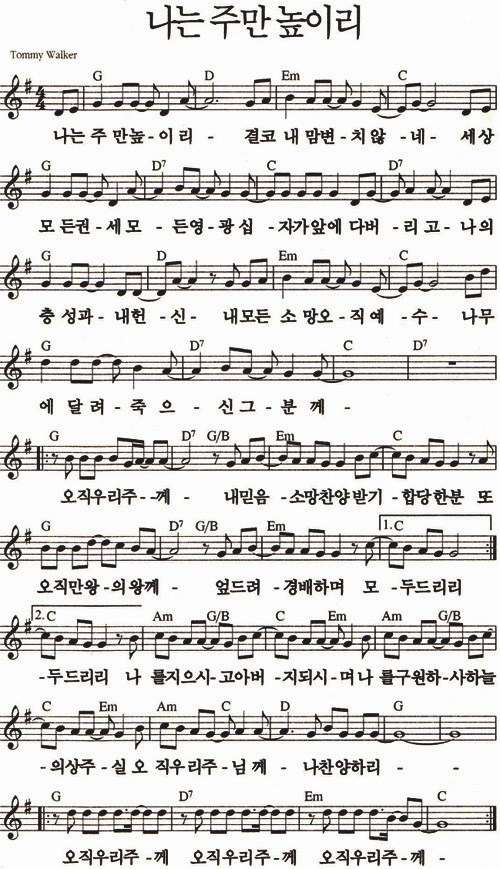 나는 주만 높이리
Tommy Walker
G D Em C
나는 주 만높-이 리 - 결코 내 맘변 - 치 않 - 네 - 세상
G D7 C D7
모 든권 - 세 모 - 든영 - 광 십 - 자가앞에 다버 - 리 고 - 나의
G D Em C
충 성과 - 내헌 - 신 - 내모든 소 망오 - 직 예 - 수 - 나무
G D7 C D7
에 달 려 - 죽 으 - 신 그 - 분 께 -
G D7 G/B Em C
오직우리주 - 께 - 내믿음 - 소망찬양받기 - 합당한분 또
G D7 G/B Em 1. C
오직만왕 - 의왕께 - 엎드려 - 경배하며 모 - 두드리리
2. C Am G/B C Em Am G/B
-두드리리 나 를지으시 - 고아버 - 지되시 - 며나 를구원하 - 사하늘
C Em Am C D G
-의상주 - 실 오 직우리주 - 님 께 - 나찬양하리 - -
G D7 Em C
오직우리주 - 께 오직우리주 - 께 오직우리주 - 께 -